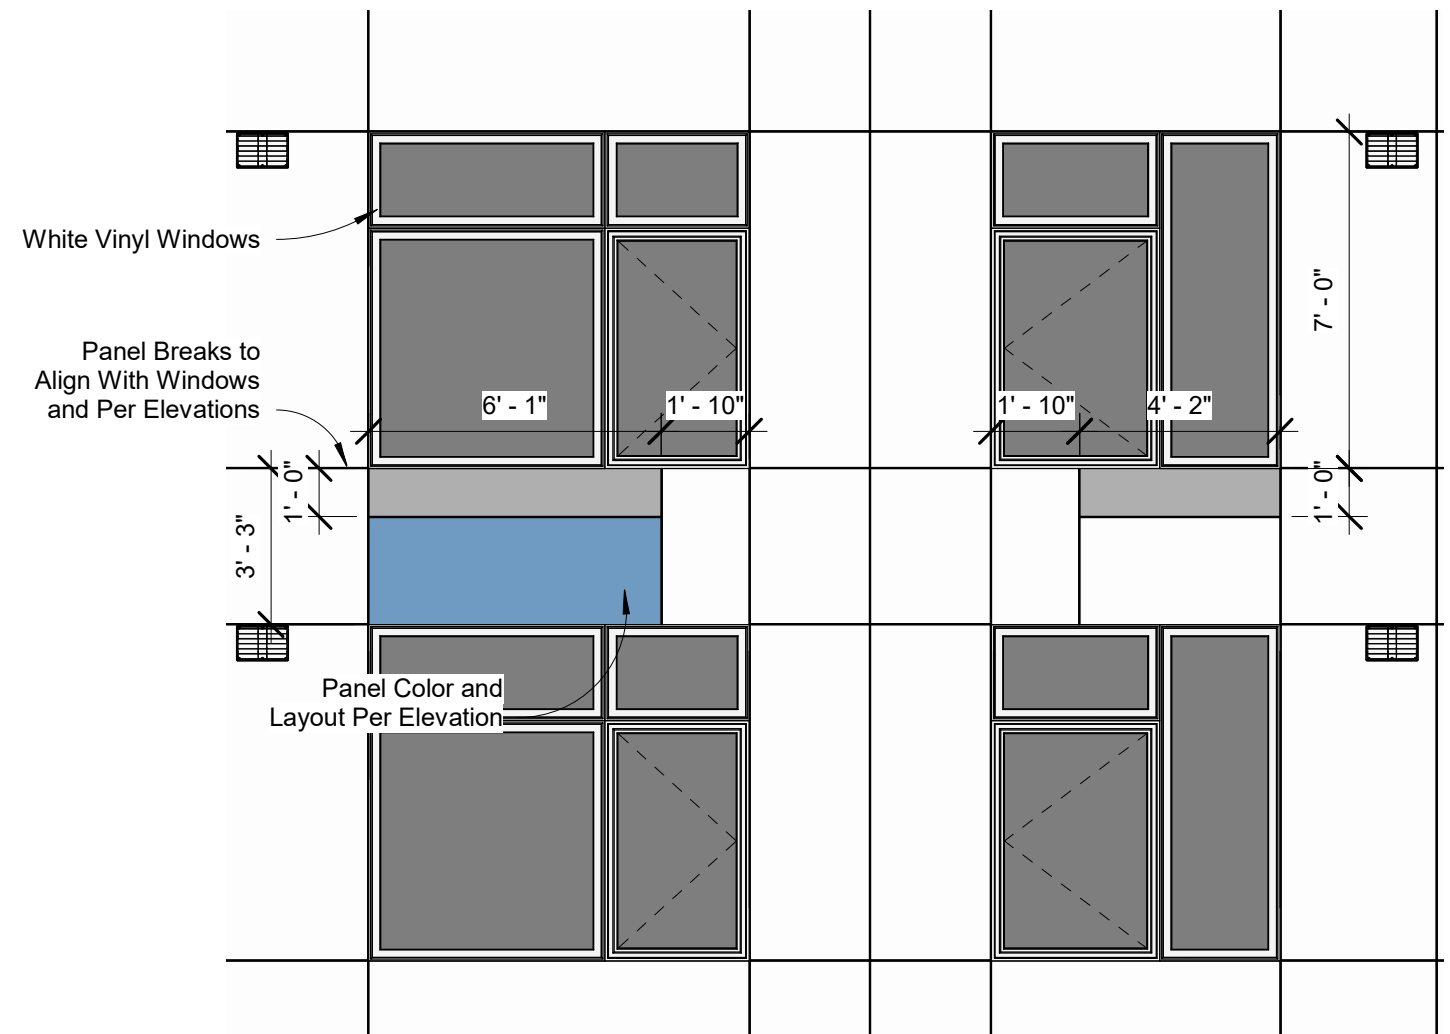 White Vinyl Windows
Panel Breaks to
Align With Windows
and Per Elevations
6' - 1"
1' - 10"
1' - 10"
4' - 2"
7' - 0"
1' - 0"
3' - 3"
1' - 0"
Panel Color and
Layout Per Elevation